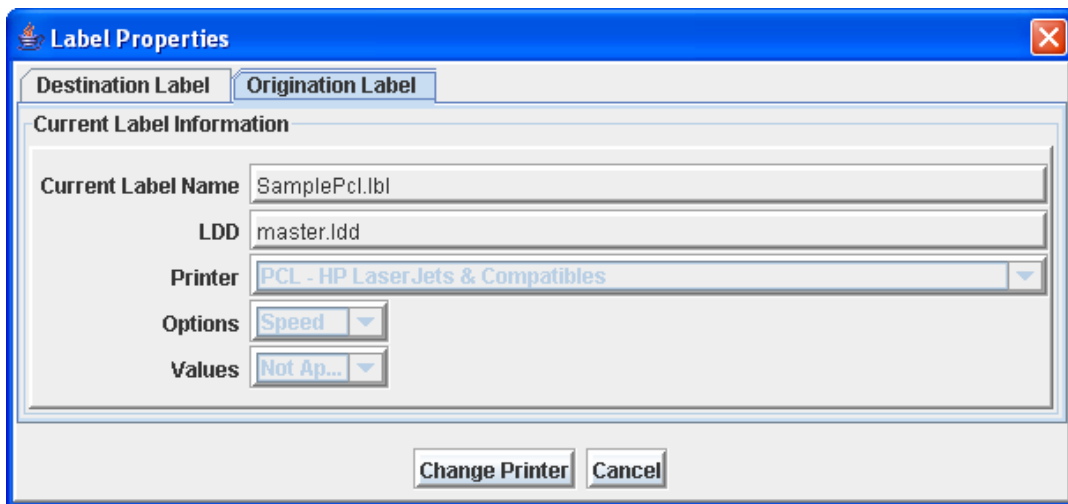 Label Properties
Destination Label Origination Label
Current Label Information
Current Label Name SamplePcl.lbl
LDD master.ldd
Printer PCL - HP LaserJets & Compatibles
Options Speed
Values Not Ap...
Change Printer Cancel